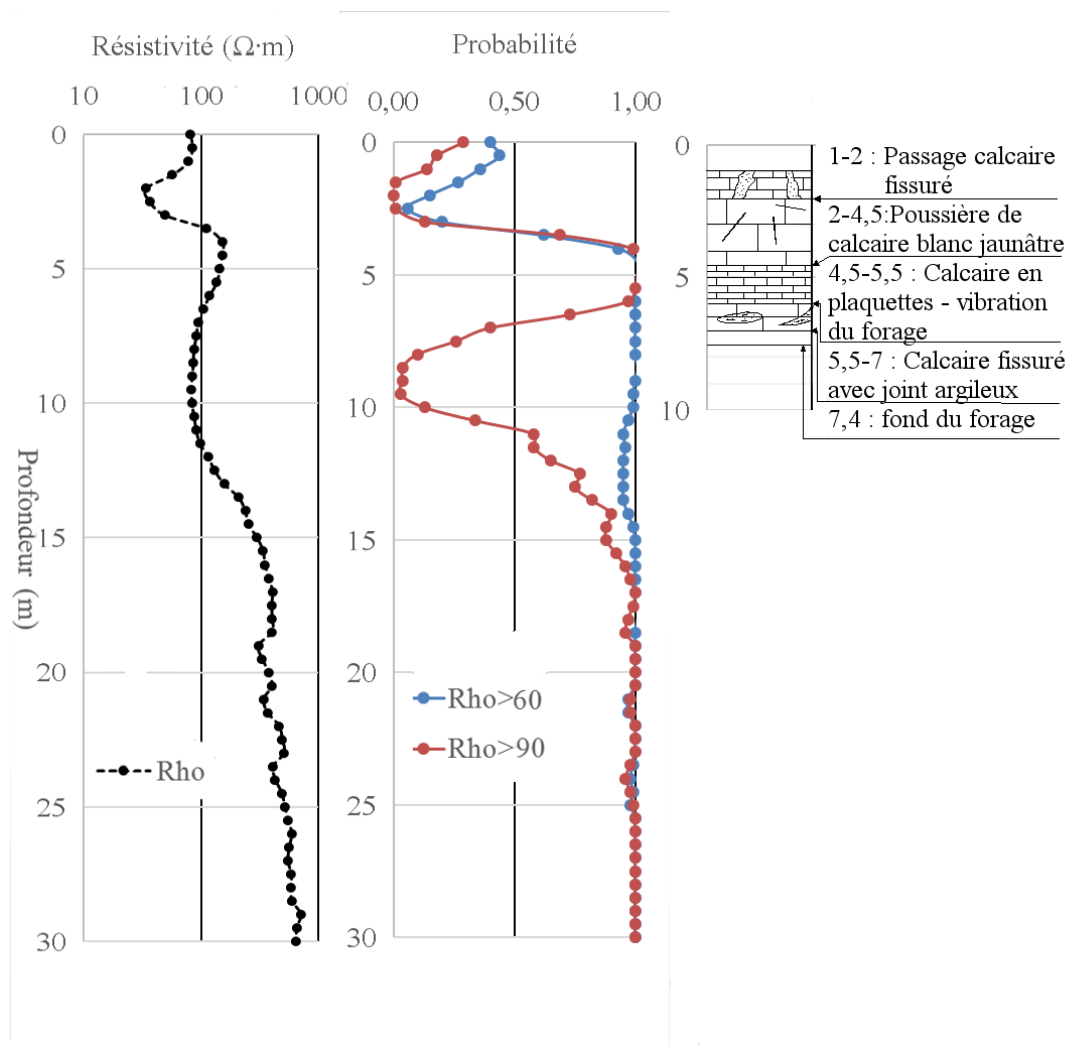 Résistivité (Ω·m)
10 100 1000
0
5
10
15
20
25
30
Profondeur (m)
Rho
Probabilité
0,00 0,50 1,00
0
5
10
15
20
25
30
Rho>60
Rho>90
0
5
10
1-2 : Passage calcaire
fissuré
2-4,5:Poussière de
calcaire blanc jaunâtre
4,5-5,5 : Calcaire en
plaquettes - vibration
du forage
5,5-7 : Calcaire fissuré
avec joint argileux
7,4 : fond du forage